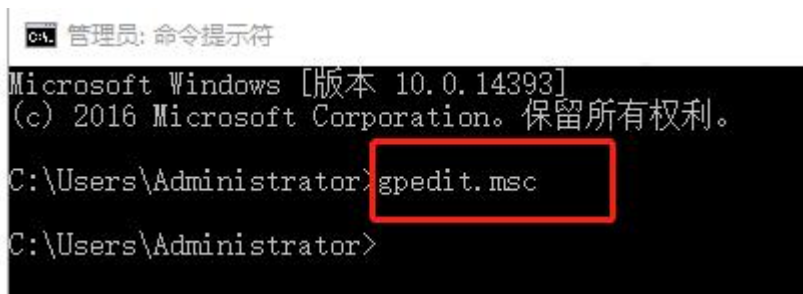 管理员: 命令提示符
Microsoft Windows [版本 10.0.14393]
(c) 2016 Microsoft Corporation。保留所有权利。
C:\Users\Administrator>gpedit.msc
C:\Users\Administrator>